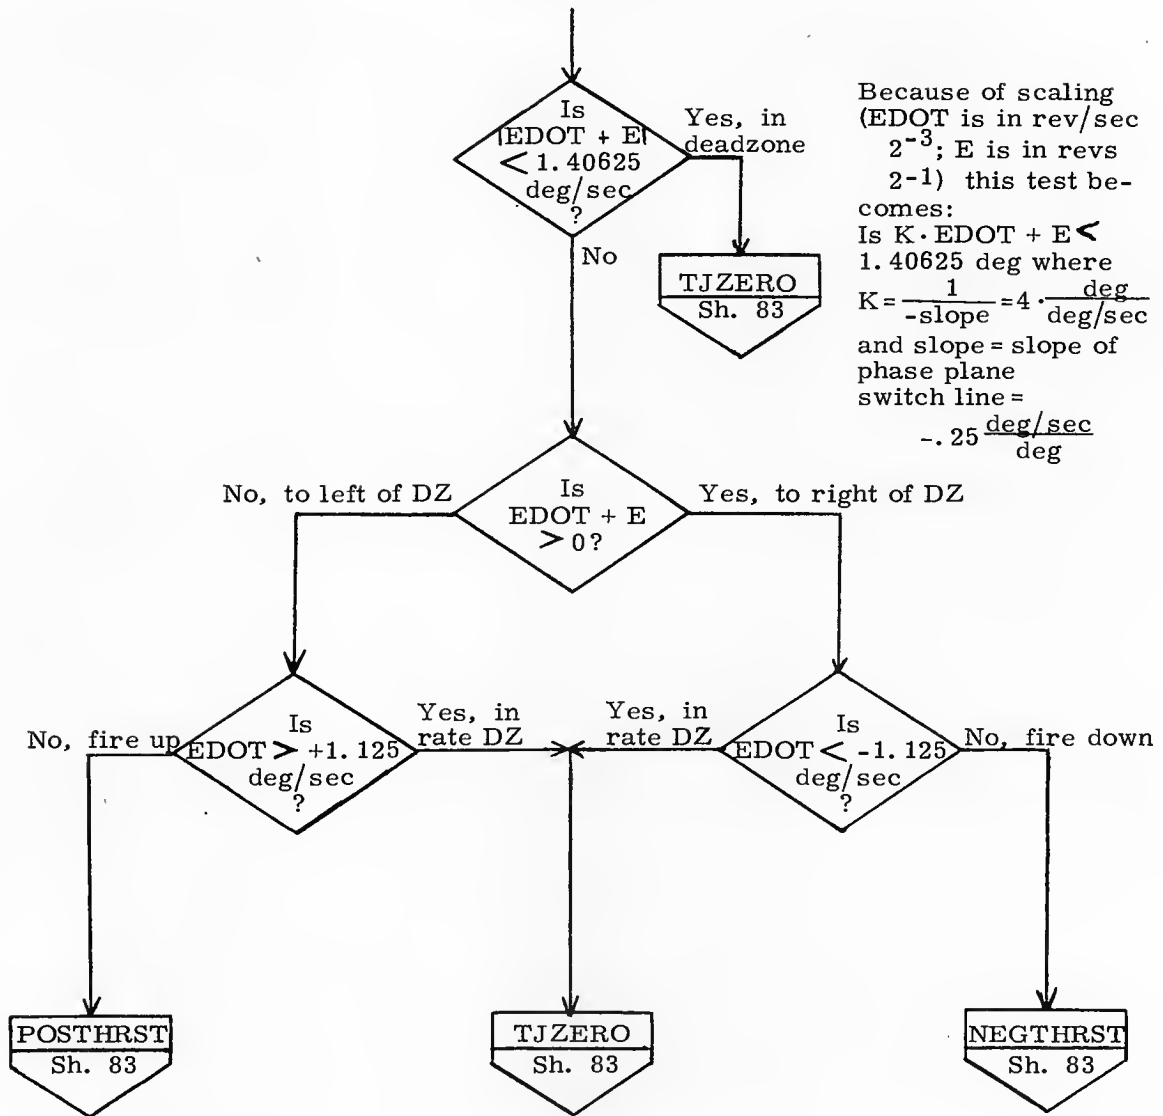 Is
|EDOT + E|
< 1.40625
deg/sec
?
Yes, in
deadzone
No
TJZERO
Sh. 83
Because of scaling
(EDOT is in rev/sec
2⁻³; E is in revs
2-1) this test be-
comes:
Is K·EDOT + E <
1.40625 deg where
K = 1/-slope = 4 · deg/deg/sec
and slope = slope of
phase plane
switch line =
-.25 deg/sec/deg
No, to left of DZ
Is
EDOT + E
> 0?
Yes, to right of DZ
No, fire up
Is
EDOT > +1.125
deg/sec
?
Yes, in
rate DZ
Yes, in
rate DZ
Is
EDOT < -1.125
deg/sec
?
No, fire down
POSTHRST
Sh. 83
TJZERO
Sh. 83
NEGTHRST
Sh. 83